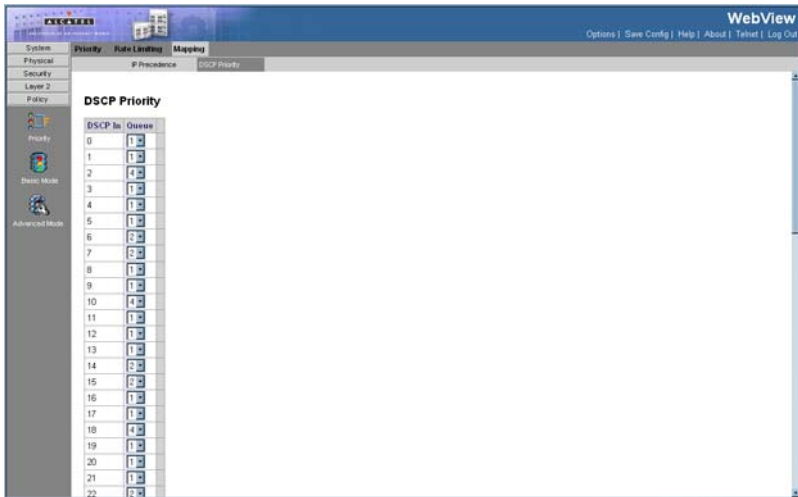 ALCATEL
WebView
Options | Save Config | Help | About | Telnet | Log Out
System
Physical
Security
Layer 2
Policy
Priority
Basic Mode
Advanced Mode
Priority Rate Limiting Mapping
IP Precedence DSCP Priority
DSCP Priority
DSCP In Queue
0 1
1 1
2 4
3 1
4 1
5 1
6 2
7 2
8 1
9 1
10 4
11 1
12 1
13 1
14 2
15 2
16 1
17 1
18 4
19 1
20 1
21 1
22 2